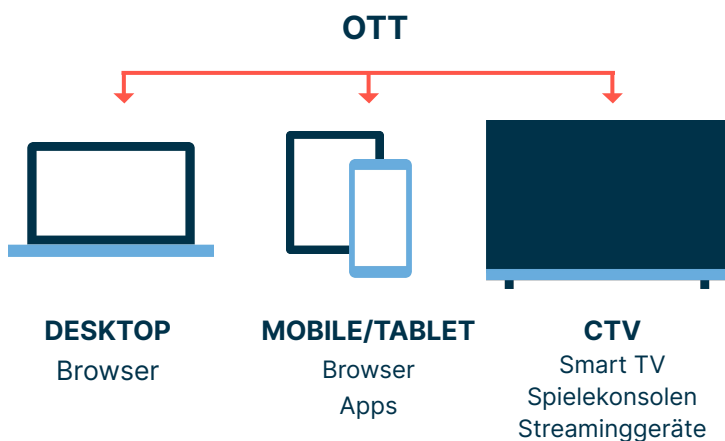 OTT
DESKTOP
Browser
MOBILE/TABLET
Browser
Apps
CTV
Smart TV
Spielekonsolen
Streaminggeräte